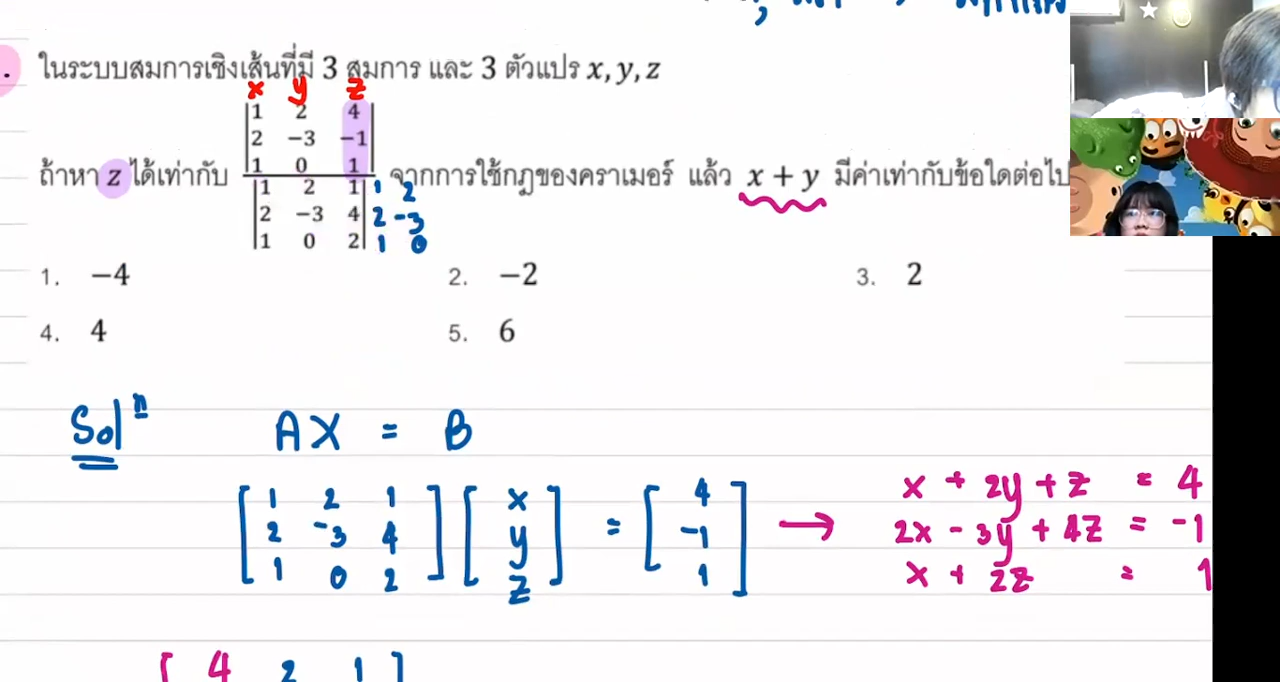 ในระบบสมการเชิงเส้นที่มี 3 สมการ และ 3 ตัวแปร x, y, z
x y z
|1 2 4|
|2 −3 −1|
|1 0 1|
ถ้าหา z ได้เท่ากับ จากการใช้กฎของคราเมอร์ แล้ว x + y มีค่าเท่ากับข้อใดต่อไป
|1 2 1| 1 2
|2 −3 4| 2 -3
|1 0 2| 1 0
1. −4 2. −2 3. 2
4. 4 5. 6
Solⁿ AX = B
[1 2 1] [x] = [4] → x + 2y + z = 4
[2 -3 4] [y] [-1] 2x - 3y + 4z = -1
[1 0 2] [z] [1] x + 2z = 1
[ 4 2 1 ]